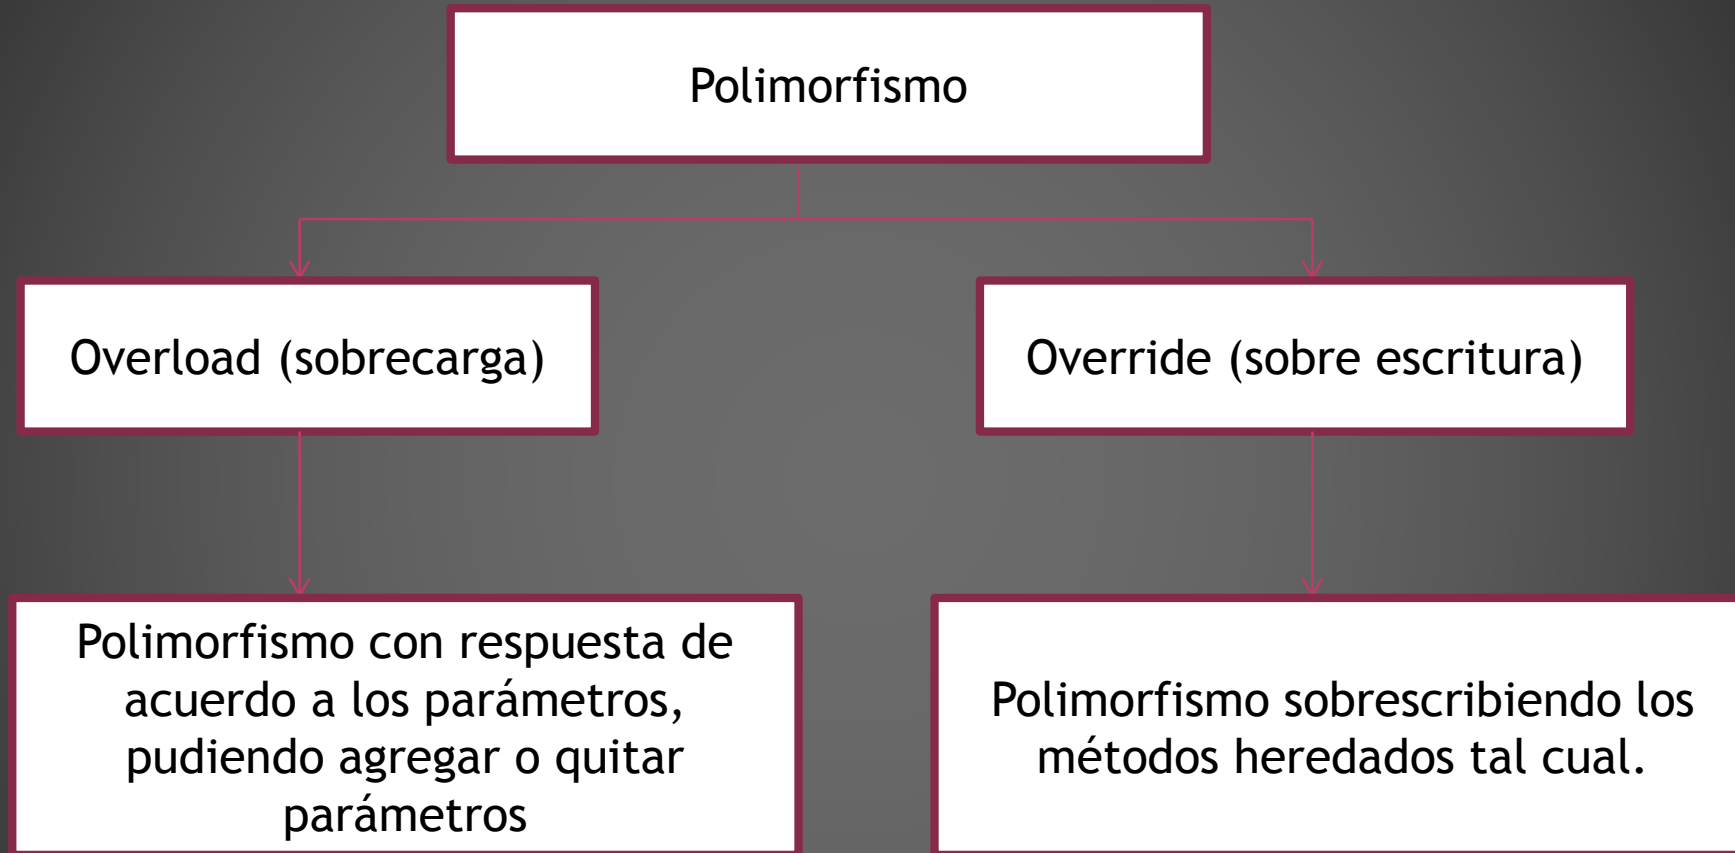 Polimorfismo
Overload (sobrecarga)
Override (sobre escritura)
Polimorfismo con respuesta de
acuerdo a los parámetros,
pudiendo agregar o quitar
parámetros
Polimorfismo sobrescribiendo los
métodos heredados tal cual.